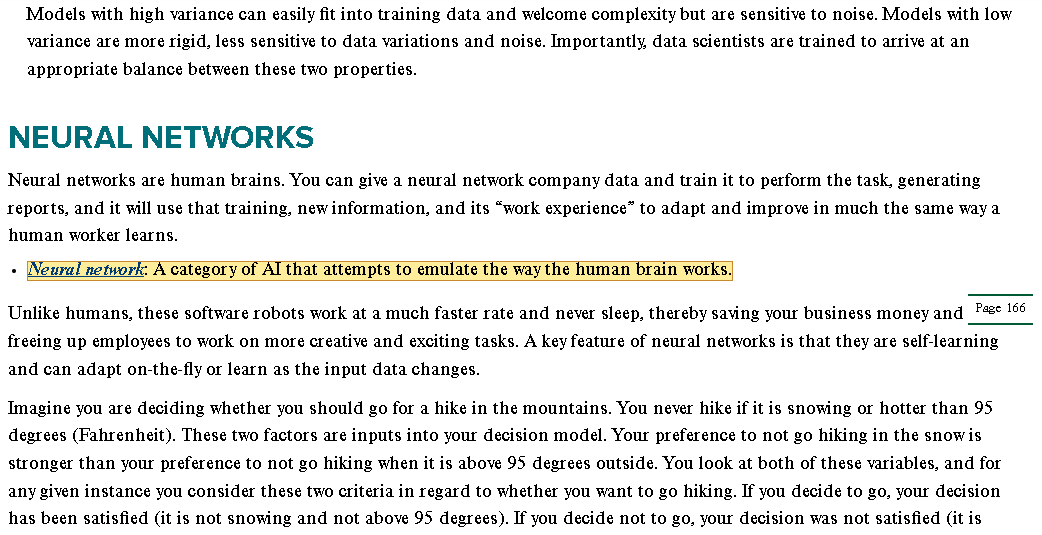 Models with high variance can easily fit into training data and welcome complexity but are sensitive to noise. Models with low
variance are more rigid, less sensitive to data variations and noise. Importantly, data scientists are trained to arrive at an
appropriate balance between these two properties.
NEURAL NETWORKS
Neural networks are human brains. You can give a neural network company data and train it to perform the task, generating
reports, and it will use that training, new information, and its “work experience” to adapt and improve in much the same way a
human worker learns.
• Neural network: A category of AI that attempts to emulate the way the human brain works.
Unlike humans, these software robots work at a much faster rate and never sleep, thereby saving your business money and
Page 166
freeing up employees to work on more creative and exciting tasks. A key feature of neural networks is that they are self-learning
and can adapt on-the-fly or learn as the input data changes.
Imagine you are deciding whether you should go for a hike in the mountains. You never hike if it is snowing or hotter than 95
degrees (Fahrenheit). These two factors are inputs into your decision model. Your preference to not go hiking in the snow is
stronger than your preference to not go hiking when it is above 95 degrees outside. You look at both of these variables, and for
any given instance you consider these two criteria in regard to whether you want to go hiking. If you decide to go, your decision
has been satisfied (it is not snowing and not above 95 degrees). If you decide not to go, your decision was not satisfied (it is